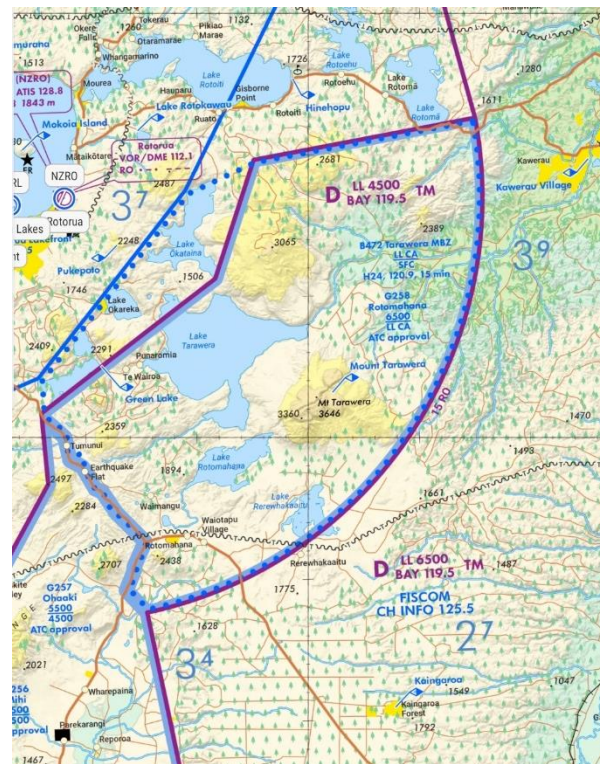 Tokerau
1132
Okere
Falls
1260
Pikiao
Marae
Otaramarae
Whangamarino
1513
Mourea
(NZRO)
ATIS 128.8
1843 m
Mokoia Island
Lake
Rotoiti
Hauparu
Gisborne
Point
Lake Rotokawau
Ruato
1726
Rotoiti
Hinehopu
Lake
Rotoehu
Rotoehu
Lake
Rotomā
Lake
Rotomā
1280
1611
Kawerau
Kawerau Village
Mataikōtare
Rotorua
VOR/DME 112.1
RO
NZRO
RL
Rotorua
Lakes
2487
37
2681
D LL 4500 TM
BAY 119.5
2389
B472 Tarawera MBZ
LL CA
SFC
H24, 120.9, 15 min
39
G258
Rotomahana
6500
LL CA
ATC approval
2248
Pukepoto
Lake
Ōkataina
3065
1506
1746
Lake
Okareka
2409
2291
Punaromia
Lake
Tarawera
Te Wairoa
Green Lake
Mount Tarawera
Mt Tarawera
3360
3646
15 RO
1470
2359
Tumunui
Earthquake
Flat
1894
Lake
Rotomahana
1493
2497
2284
Waimangu
Lake
Rerewhakaaitu
1661
Waiotapu
Village
Rotomahana
2438
2707
Rerewhakaaitu
D LL 6500 TM
BAY 119.5
1487
1775
G257
Ohaaki
5500
4500
ATC approval
FISCOM
CH INFO 125.5
27
1628
34
2021
Wharepaina
Kaingaroa
1549
1047
Kaingaroa
Forest
1792
Parekarangi
Reporoa
1467